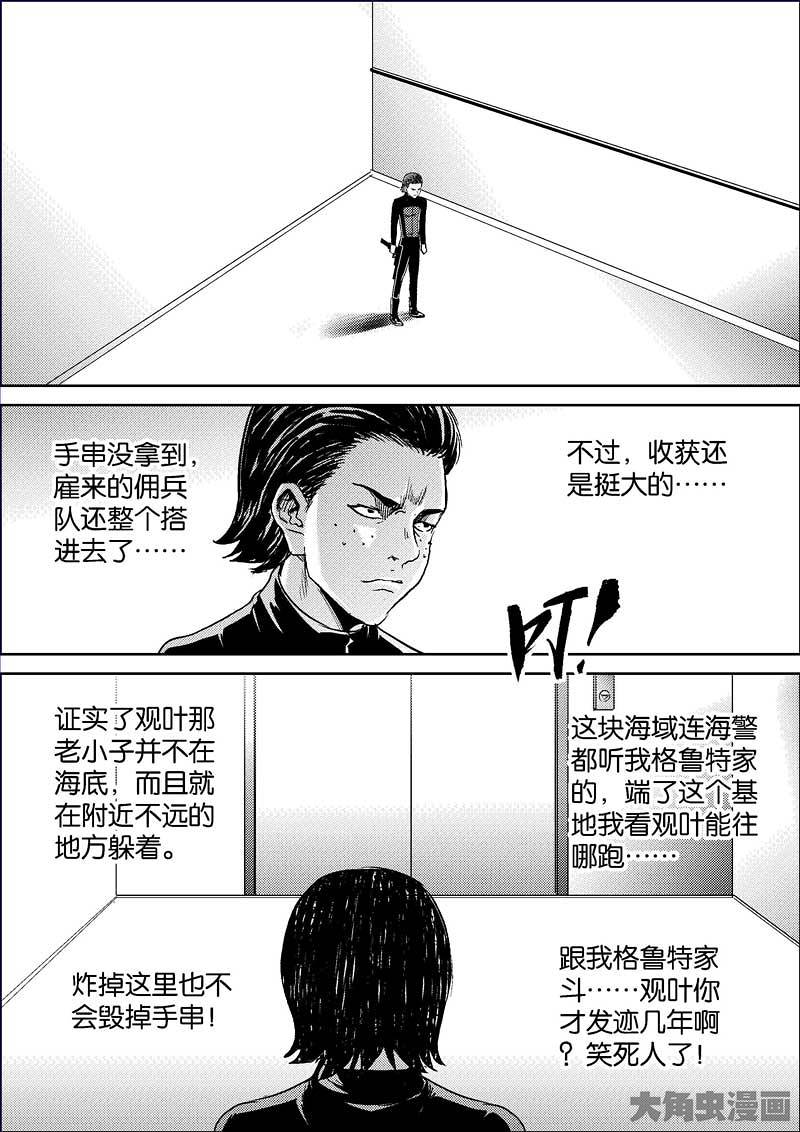 手串没拿到，
雇来的佣兵
队还整个搭
进去了……
不过，收获还
是挺大的……
叮！
证实了观叶那
老小子并不在
海底，而且就
在附近不远的
地方躲着。
这块海域连海警
都听我格鲁特家
的，端了这个基
地我看观叶能往
哪跑……
炸掉这里也不
会毁掉手串！
跟我格鲁特家
斗……观叶你
才发迹几年啊
？笑死人了！
大角虫漫画